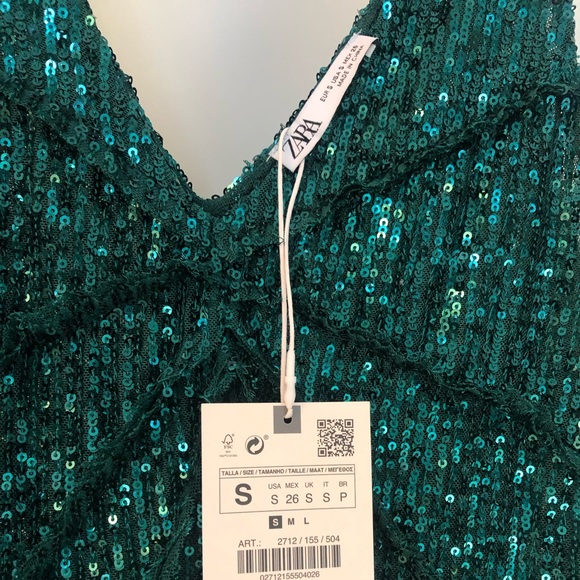 ZARA
EUR S USA S MEX 26
MADE IN CHINA
FSC
TALLA / SIZE / TAMANHO / TAILLE / MAAT / ΜΕΓΕΘΟΣ
S
USA MEX UK IT BR
S 26 S S P
S M L
ART.: 2712 / 155 / 504
02712155504026